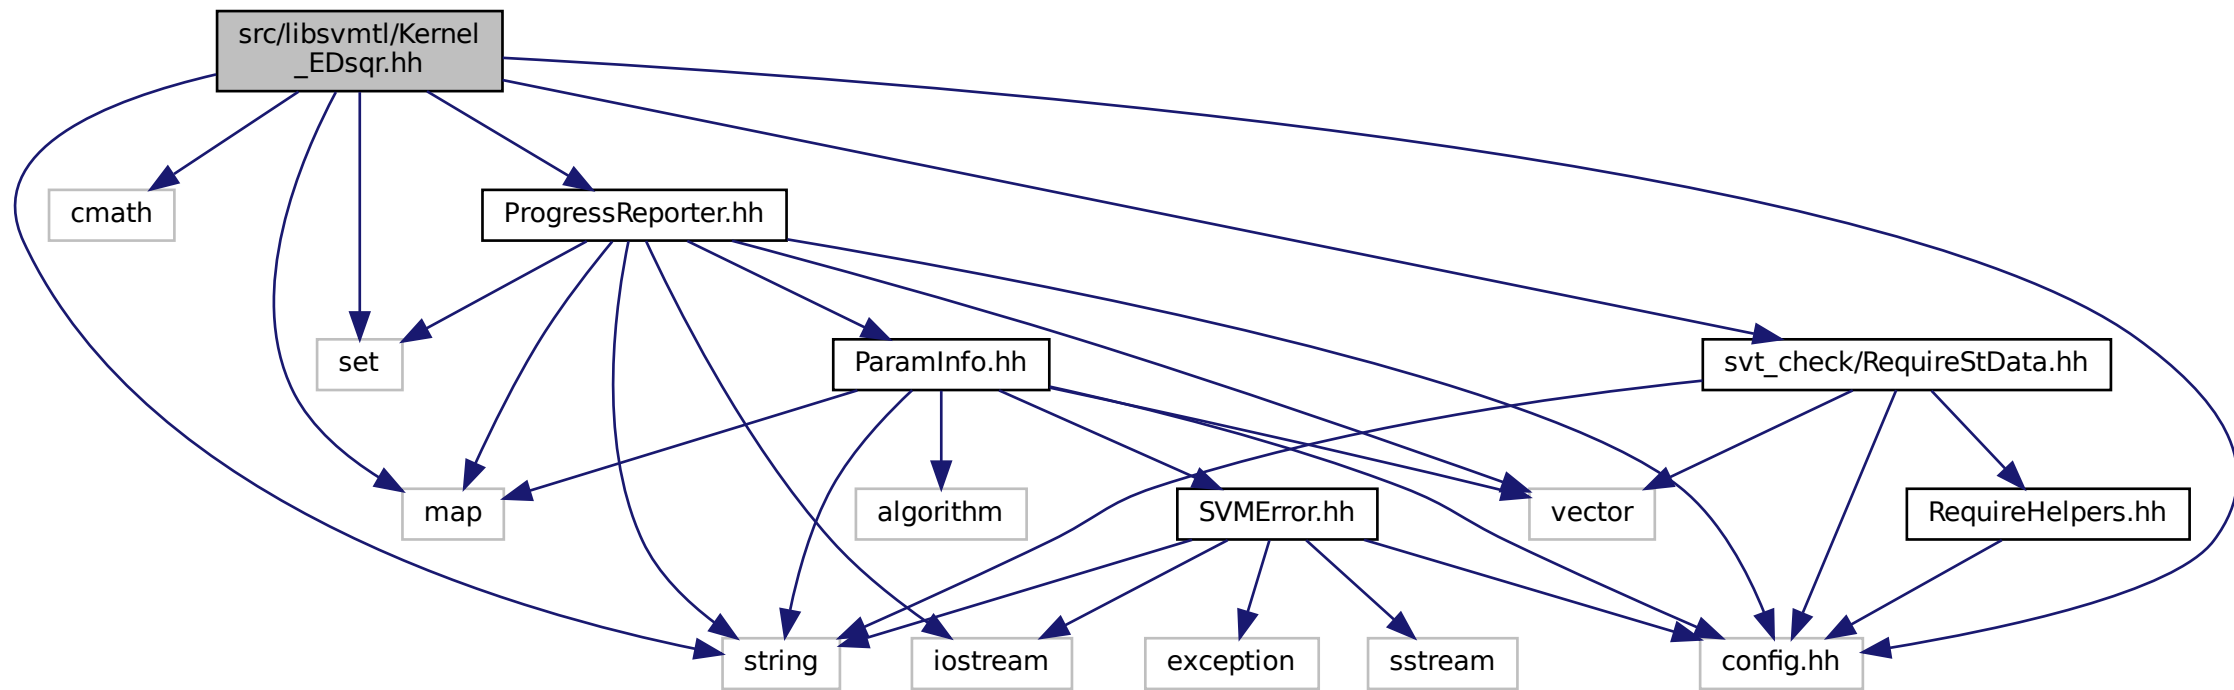 src/libsvmtl/Kernel
_EDsqr.hh
cmath
ProgressReporter.hh
set
ParamInfo.hh
svt_check/RequireStData.hh
map
algorithm
SVMError.hh
vector
RequireHelpers.hh
string
iostream
exception
sstream
config.hh